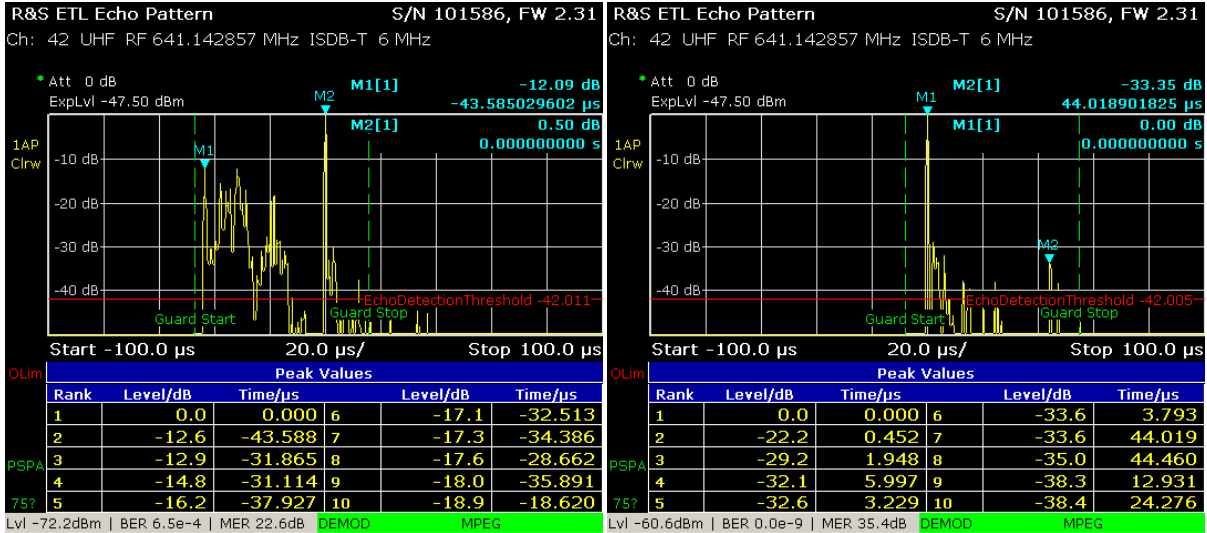 R&S ETL Echo Pattern S/N 101586, FW 2.31
Ch: 42 UHF RF 641.142857 MHz ISDB-T 6 MHz
* Att 0 dB
ExpLvl -47.50 dBm
M1[1] -12.09 dB
-43.585029602 µs
M2[1] 0.50 dB
0.000000000 s
M2
M1
1AP
Clrw
-10 dB
-20 dB
-30 dB
-40 dB
EchoDetectionThreshold -42.011
Guard Start
Guard Stop
Start -100.0 µs 20.0 µs/ Stop 100.0 µs
OLim
Peak Values
Rank Level/dB Time/µs Level/dB Time/µs
1 0.0 0.000 6 -17.1 -32.513
2 -12.6 -43.588 7 -17.3 -34.386
3 -12.9 -31.865 8 -17.6 -28.662
4 -14.8 -31.114 9 -18.0 -35.891
5 -16.2 -37.927 10 -18.9 -18.620
PSPA
75?
Lvl -72.2dBm | BER 6.5e-4 | MER 22.6dB DEMOD MPEG
R&S ETL Echo Pattern S/N 101586, FW 2.31
Ch: 42 UHF RF 641.142857 MHz ISDB-T 6 MHz
* Att 0 dB
ExpLvl -47.50 dBm
M2[1] -33.35 dB
44.018901825 µs
M1[1] 0.00 dB
0.000000000 s
M1
M2
1AP
Clrw
-10 dB
-20 dB
-30 dB
-40 dB
EchoDetectionThreshold -42.005
Guard Start
Guard Stop
Start -100.0 µs 20.0 µs/ Stop 100.0 µs
OLim
Peak Values
Rank Level/dB Time/µs Level/dB Time/µs
1 0.0 0.000 6 -33.6 3.793
2 -22.2 0.452 7 -33.6 44.019
3 -29.2 1.948 8 -35.0 44.460
4 -32.1 5.997 9 -38.3 12.931
5 -32.6 3.229 10 -38.4 24.276
PSPA
75?
Lvl -60.6dBm | BER 0.0e-9 | MER 35.4dB DEMOD MPEG